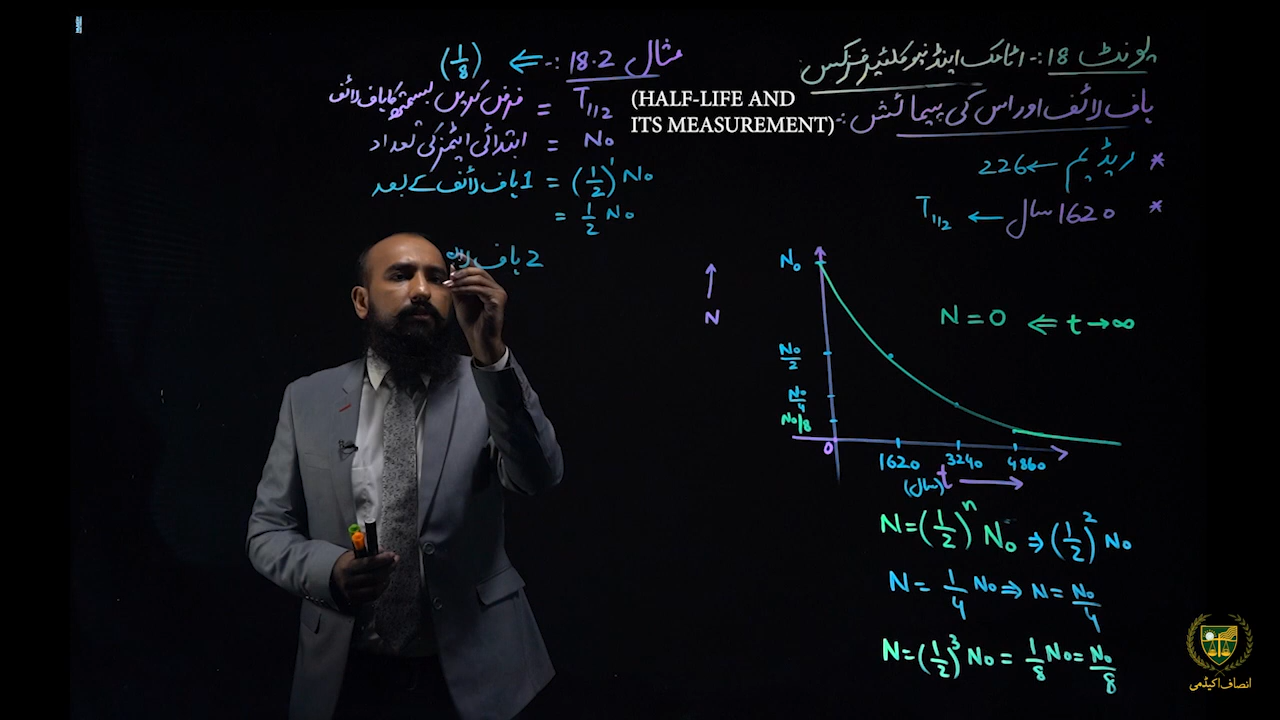 یونٹ 18 :- اٹامک اینڈ نیوکلئیر فزکس
ہاف لائف اور اس کی پیمائش :-
(HALF-LIFE AND
ITS MEASUREMENT)
* ریڈیم ← 226
* 1620 سال ← T1/2
N₀
N₀/2
N₀/4
N₀/8
0
↑
N
1620
3240
4860
(سال) t →
N = 0 ⇐ t → ∞
N = (1/2)ⁿ N₀ ⇒ (1/2)² N₀
N = 1/4 N₀ ⇒ N = N₀/4
N = (1/2)³ N₀ = 1/8 N₀ = N₀/8
مثال 18.2 :- ⇐ (1/8)
T1/2 = فرض کریں بسمتھ کا ہاف لائف
N₀ = ابتدائی ایٹمز کی تعداد
1 ہاف لائف کے بعد = (1/2)¹ N₀
= 1/2 N₀
2 ہاف
انصاف اکیڈمی